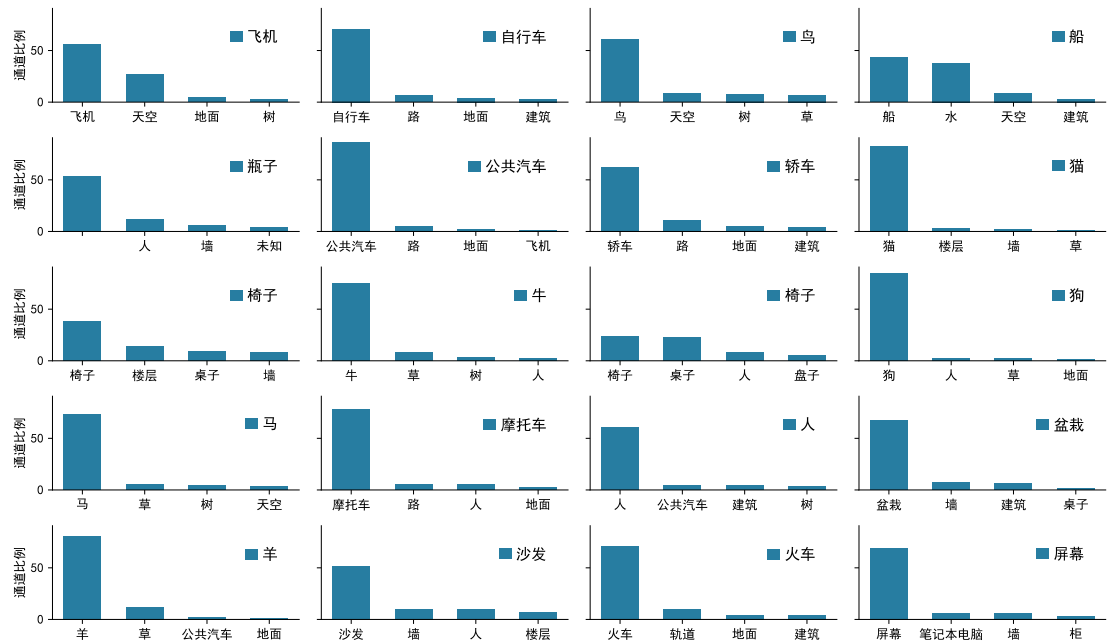 通道比例
50
0
飞机
飞机 天空 地面 树
自行车
自行车 路 地面 建筑
鸟
鸟 天空 树 草
船
船 水 天空 建筑
通道比例
50
0
瓶子
人 墙 未知
公共汽车
公共汽车 路 地面 飞机
轿车
轿车 路 地面 建筑
猫
猫 楼层 墙 草
通道比例
50
0
椅子
椅子 楼层 桌子 墙
牛
牛 草 树 人
椅子
椅子 桌子 人 盘子
狗
狗 人 草 地面
通道比例
50
0
马
马 草 树 天空
摩托车
摩托车 路 人 地面
人
人 公共汽车 建筑 树
盆栽
盆栽 墙 建筑 桌子
通道比例
50
0
羊
羊 草 公共汽车 地面
沙发
沙发 墙 人 楼层
火车
火车 轨道 地面 建筑
屏幕
屏幕 笔记本电脑 墙 柜